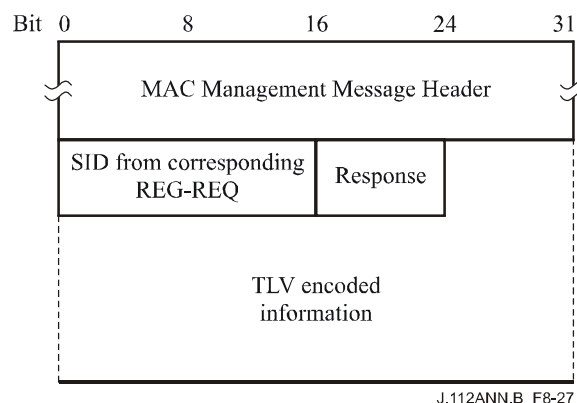 Bit 0 8 16 24 31
MAC Management Message Header
SID from corresponding
REG-REQ
Response
TLV encoded
information
J.112ANN.B_F8-27